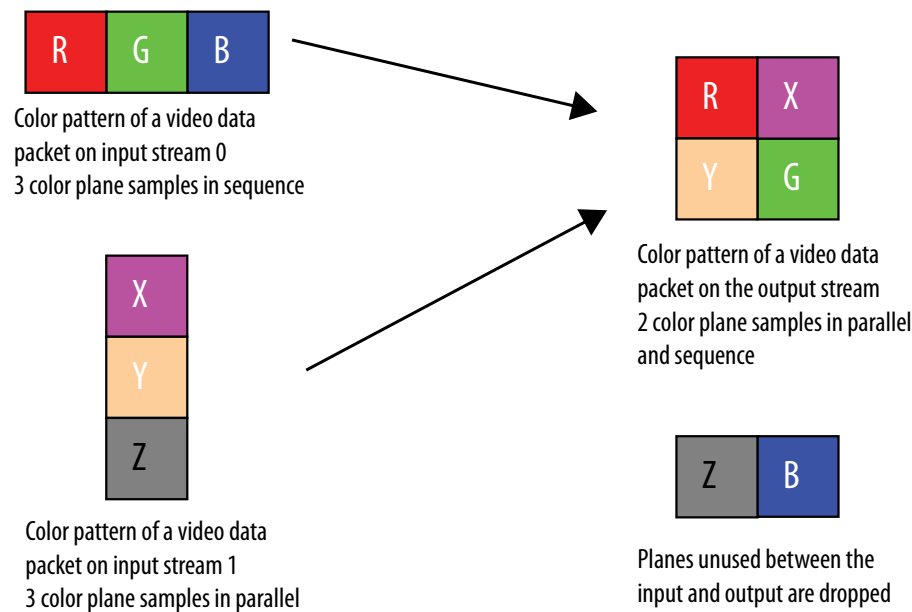 R G B
Color pattern of a video data
packet on input stream 0
3 color plane samples in sequence
X
Y
Z
Color pattern of a video data
packet on input stream 1
3 color plane samples in parallel
R X
Y G
Color pattern of a video data
packet on the output stream
2 color plane samples in parallel
and sequence
Z B
Planes unused between the
input and output are dropped